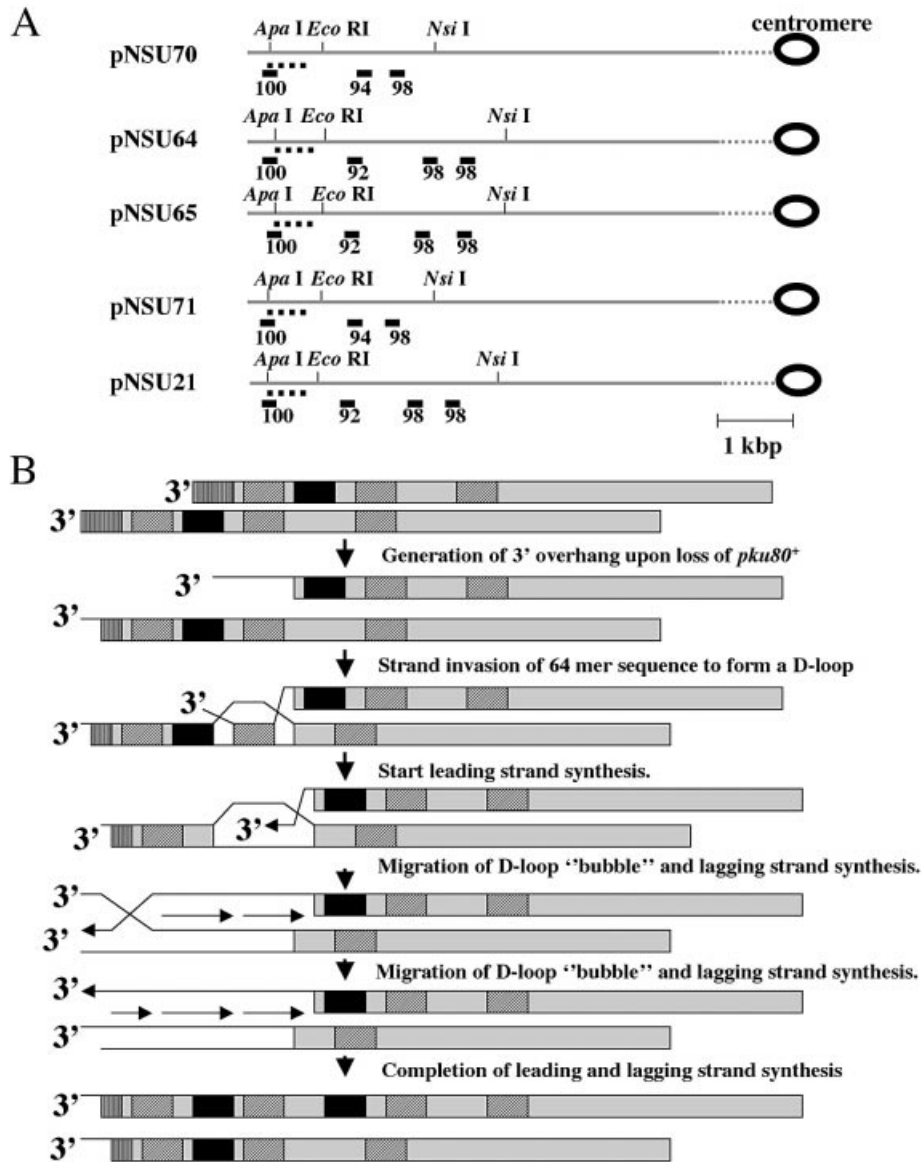 A
centromere
Apa I Eco RI Nsi I
pNSU70
100 94 98
Apa I Eco RI Nsi I
pNSU64
100 92 98 98
Apa I Eco RI Nsi I
pNSU65
100 92 98 98
Apa I Eco RI Nsi I
pNSU71
100 94 98
Apa I Eco RI Nsi I
pNSU21
100 92 98 98
1 kbp
B
3'
3'
Generation of 3' overhang upon loss of pku80+
3'
3'
Strand invasion of 64 mer sequence to form a D-loop
3'
3'
Start leading strand synthesis.
3'
3'
Migration of D-loop ‘'bubble'' and lagging strand synthesis.
3'
3'
Migration of D-loop ‘'bubble'' and lagging strand synthesis.
3'
3'
Completion of leading and lagging strand synthesis
3'
3'